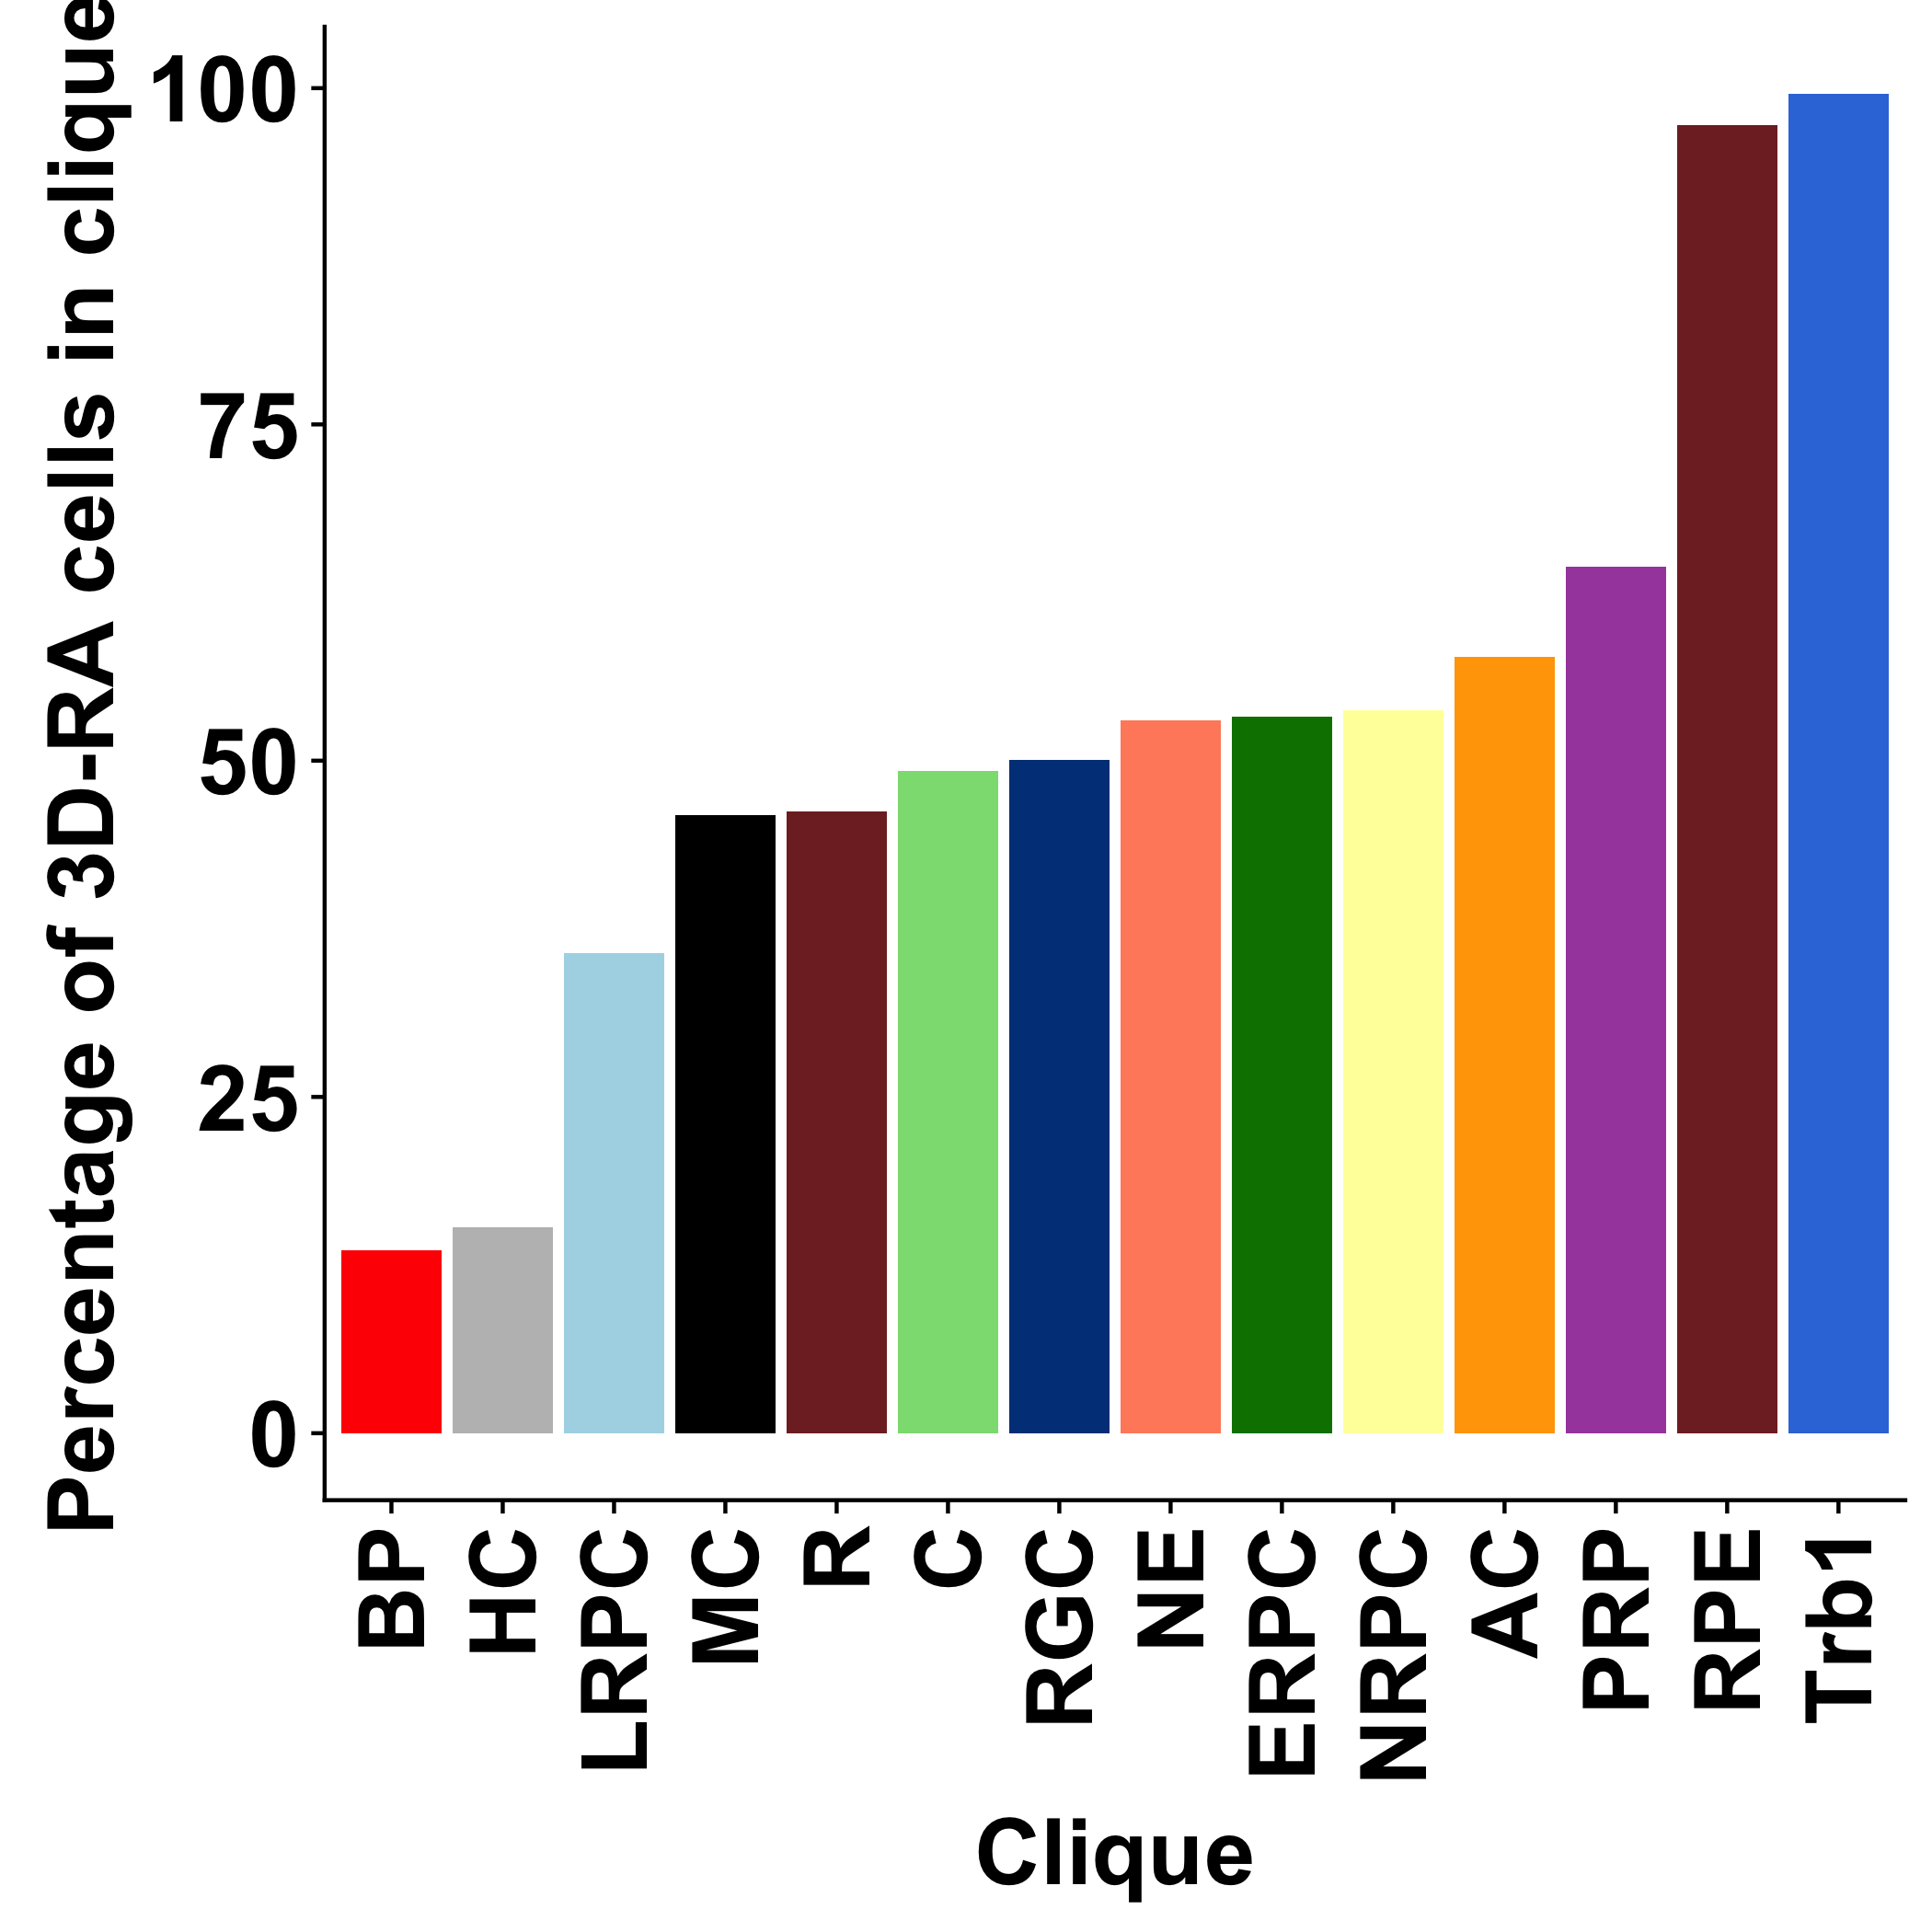 Percentage of 3D-RA cells in clique
100
75
50
25
0
BP
HC
LRPC
MC
R
C
RGC
NE
ERPC
NRPC
AC
PRP
RPE
Trb1
Clique